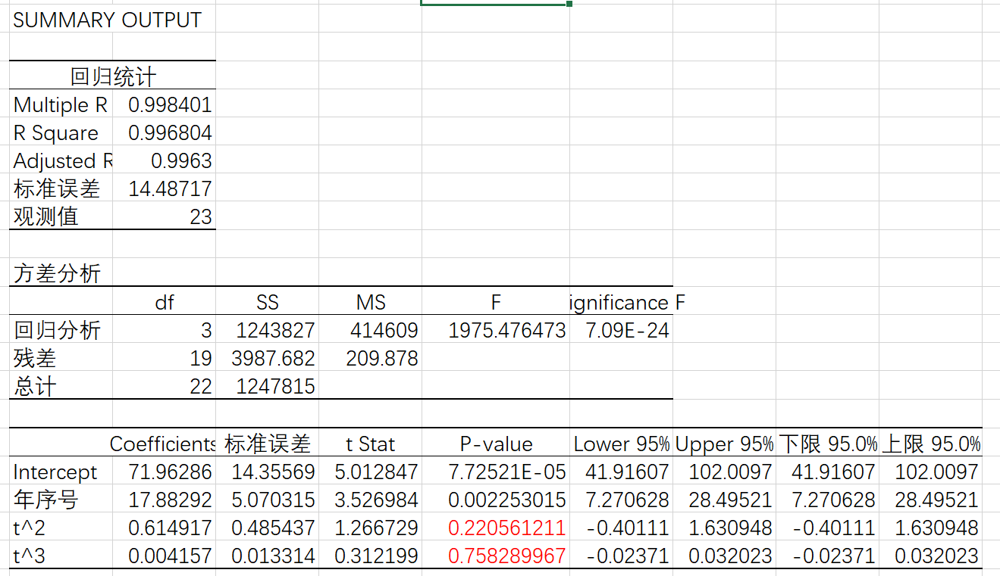 SUMMARY OUTPUT
回归统计
Multiple R 0.998401
R Square 0.996804
Adjusted R 0.9963
标准误差 14.48717
观测值 23
方差分析
df SS MS F ignificance F
回归分析 3 1243827 414609 1975.476473 7.09E-24
残差 19 3987.682 209.878
总计 22 1247815
Coefficients 标准误差 t Stat P-value Lower 95% Upper 95% 下限 95.0% 上限 95.0%
Intercept 71.96286 14.35569 5.012847 7.72521E-05 41.91607 102.0097 41.91607 102.0097
年序号 17.88292 5.070315 3.526984 0.002253015 7.270628 28.49521 7.270628 28.49521
t^2 0.614917 0.485437 1.266729 0.220561211 -0.40111 1.630948 -0.40111 1.630948
t^3 0.004157 0.013314 0.312199 0.758289967 -0.02371 0.032023 -0.02371 0.032023